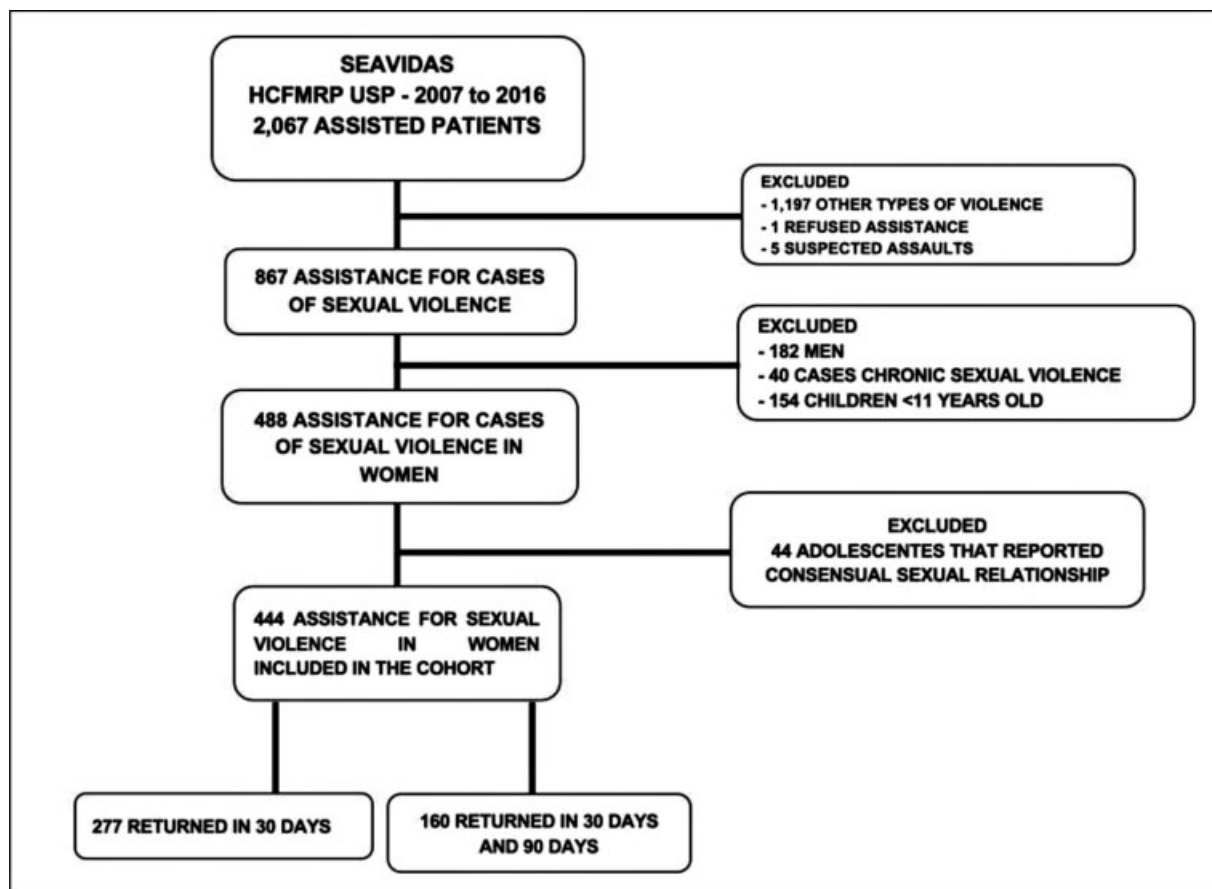 SEAVIDAS
HCFMRP USP - 2007 to 2016
2,067 ASSISTED PATIENTS
EXCLUDED
- 1,197 OTHER TYPES OF VIOLENCE
- 1 REFUSED ASSISTANCE
- 5 SUSPECTED ASSAULTS
867 ASSISTANCE FOR CASES
OF SEXUAL VIOLENCE
EXCLUDED
- 182 MEN
- 40 CASES CHRONIC SEXUAL VIOLENCE
- 154 CHILDREN <11 YEARS OLD
488 ASSISTANCE FOR CASES
OF SEXUAL VIOLENCE IN
WOMEN
EXCLUDED
44 ADOLESCENTES THAT REPORTED
CONSENSUAL SEXUAL RELATIONSHIP
444 ASSISTANCE FOR SEXUAL
VIOLENCE IN WOMEN
INCLUDED IN THE COHORT
277 RETURNED IN 30 DAYS
160 RETURNED IN 30 DAYS
AND 90 DAYS